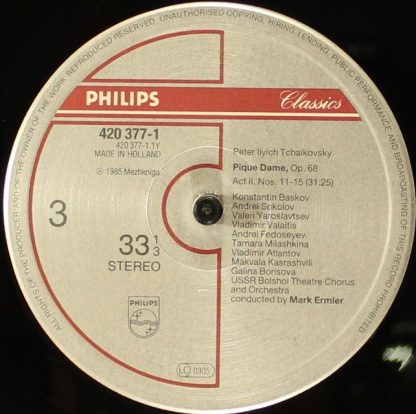 ALL RIGHTS OF THE PRODUCER AND OF THE OWNER OF THE WORK REPRODUCED RESERVED. UNAUTHORISED COPYING, HIRING, LENDING, PUBLIC PERFORMANCE AND BROADCASTING OF THIS RECORD PROHIBITED
PHILIPS
Classics
420 377-1
420 377-1.1Y
MADE IN HOLLAND
℗ 1985 Mezhkniga
3
33 1/3
STEREO
PHILIPS
LC 0305
Peter Ilyich Tchaikovsky
Pique Dame, Op. 68
Act II. Nos. 11-15 (31:25)
Konstantin Baskov
Andrei Srikolov
Valeri Yaroslavtsev
Vladimir Valaitis
Andrei Fedoseyev
Tamara Milashkina
Vladimir Atlantov
Makvala Kasrashvili
Galina Borisova
USSR Bolshoi Theatre Chorus
and Orchestra
conducted by Mark Ermler